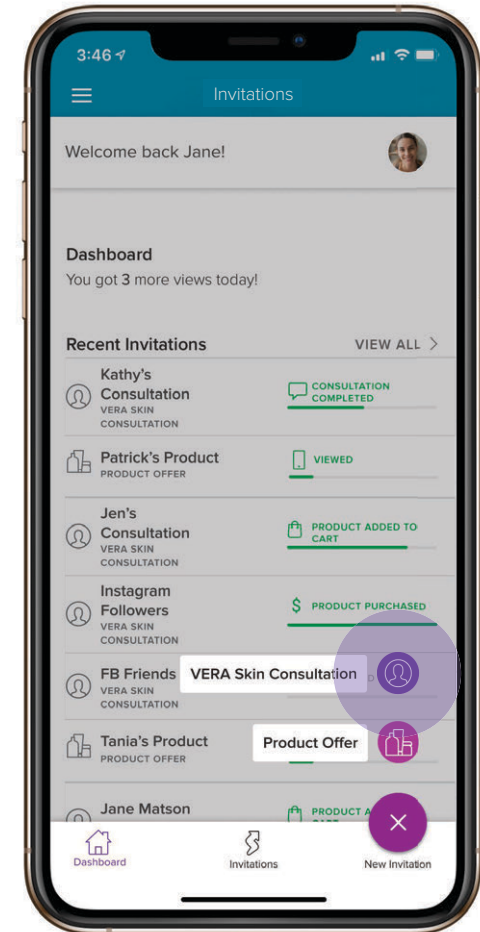 3:46
Invitations
Welcome back Jane!
Dashboard
You got 3 more views today!
Recent Invitations
VIEW ALL
Kathy's
Consultation
VERA SKIN
CONSULTATION
CONSULTATION
COMPLETED
Patrick's Product
PRODUCT OFFER
VIEWED
Jen's
Consultation
VERA SKIN
CONSULTATION
PRODUCT ADDED TO
CART
Instagram
Followers
VERA SKIN
CONSULTATION
$ PRODUCT PURCHASED
FB Friends
VERA SKIN
CONSULTATION
VERA Skin Consultation
Tania's Product
PRODUCT OFFER
Product Offer
Jane Matson
PRODUCT
Dashboard
Invitations
New Invitation